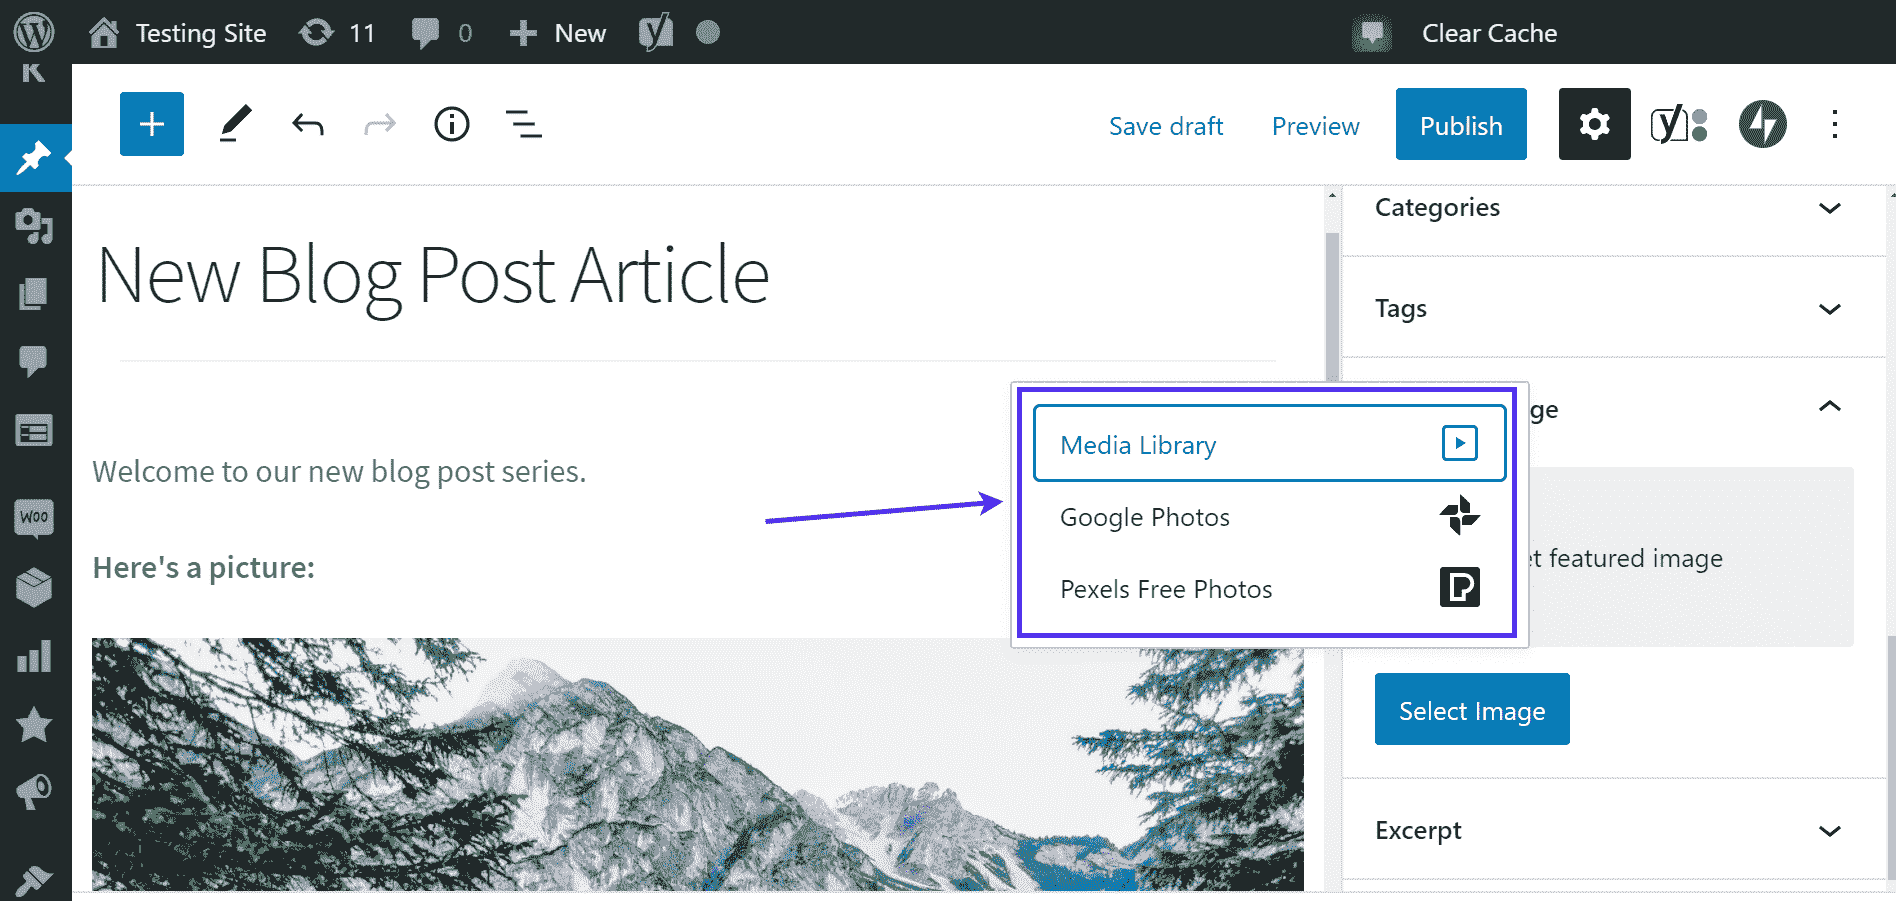 Testing Site 11 0 New Clear Cache
K
Save draft Preview Publish
Categories
New Blog Post Article
Tags
ge
Media Library
Welcome to our new blog post series.
Google Photos
Woo
et featured image
Here's a picture:
Pexels Free Photos
Select Image
Excerpt